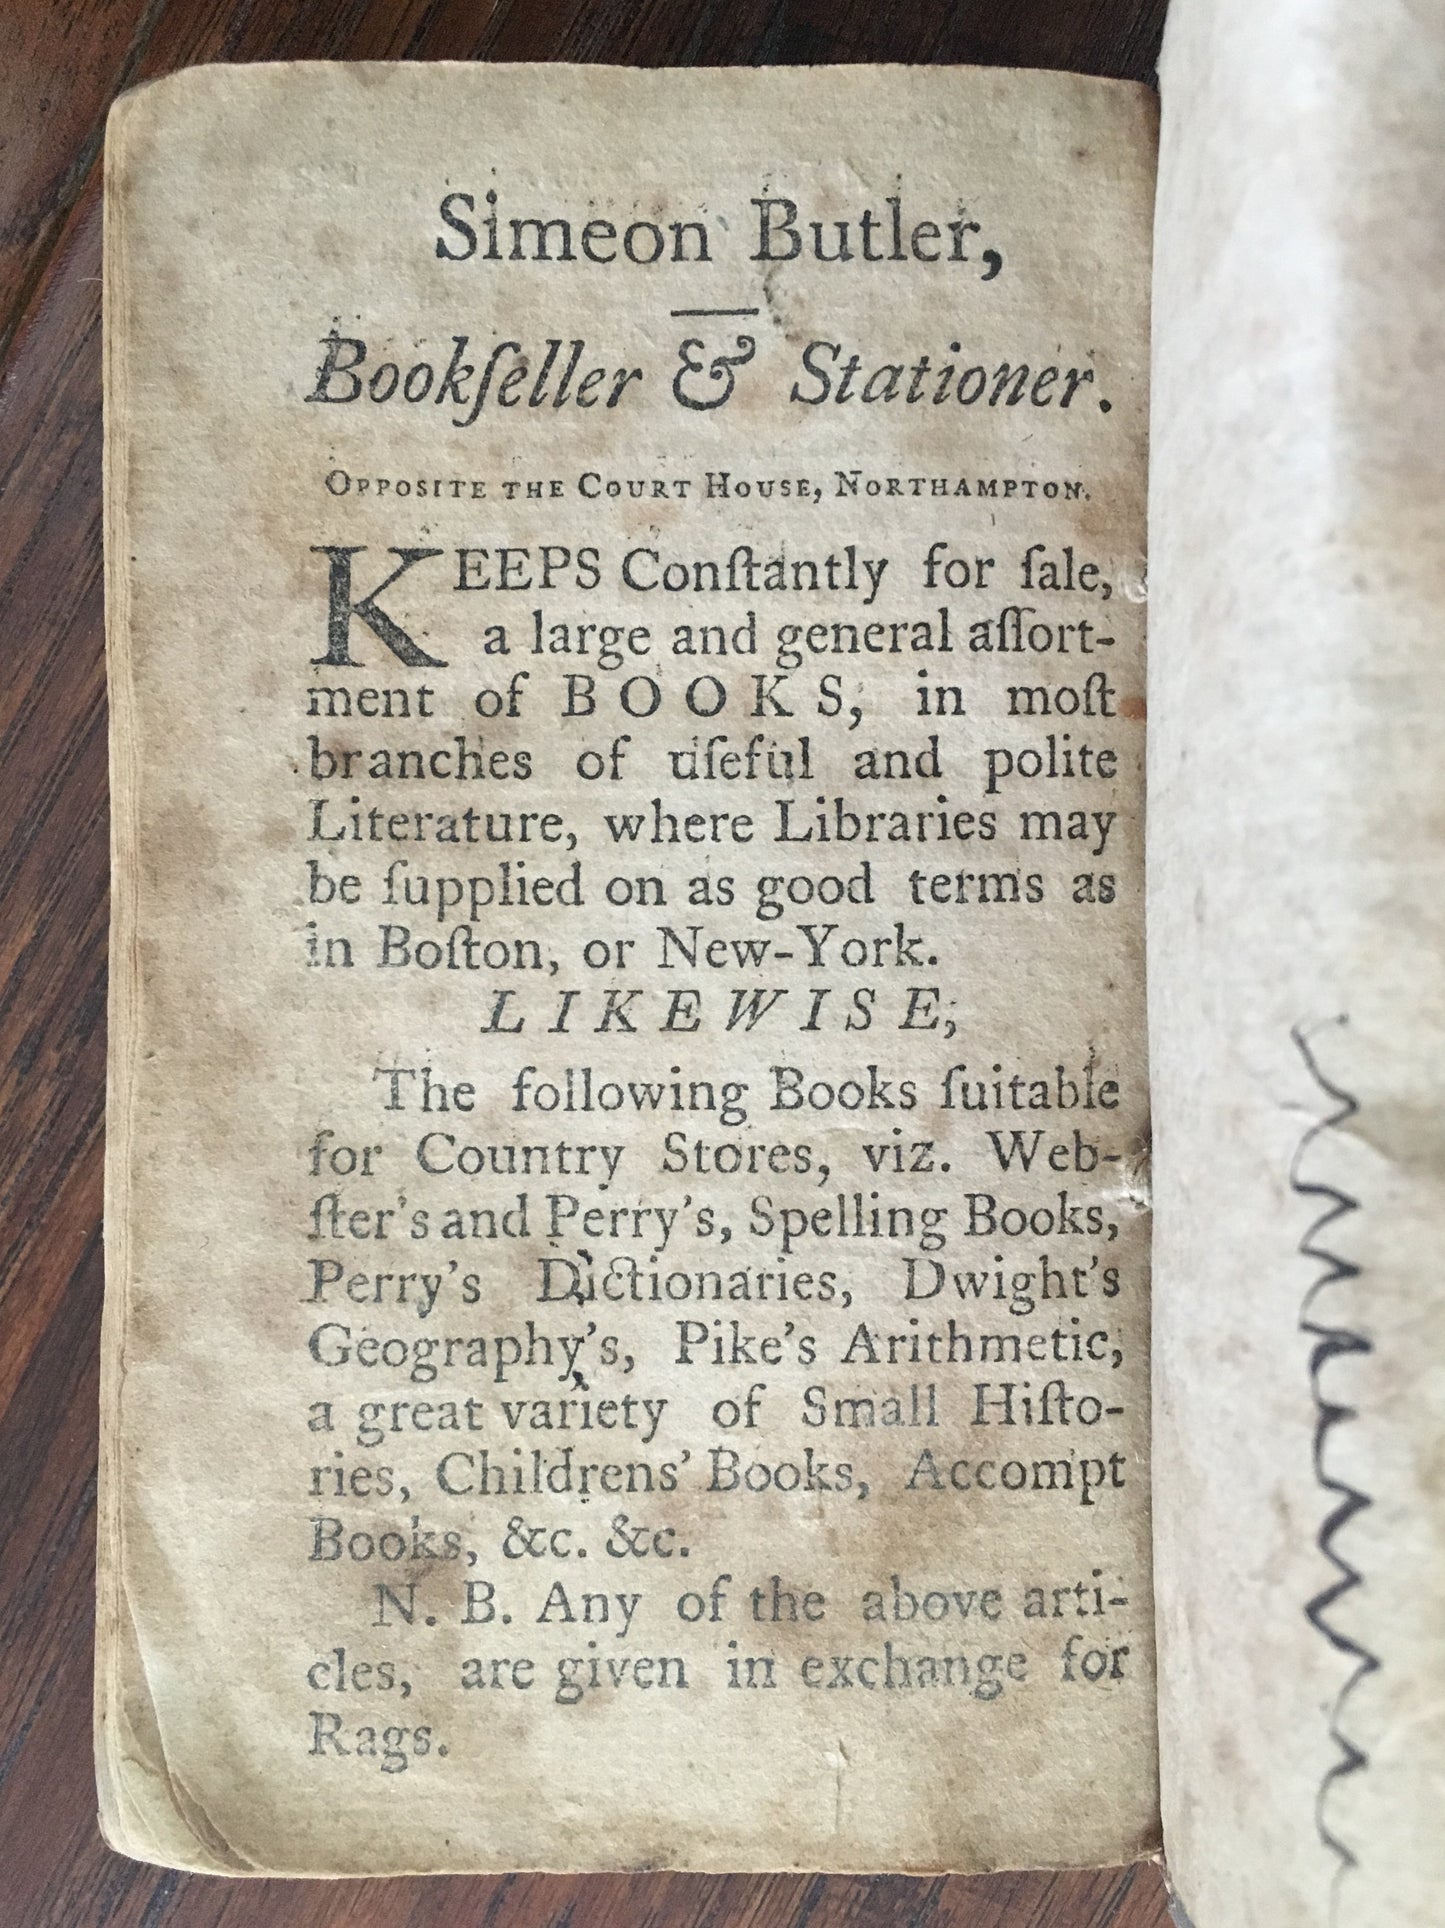 Simeon Butler,
Bookſeller & Stationer.
OPPOSITE THE COURT HOUSE, NORTHAMPTON.
KEEPS Conſtantly for ſale,
a large and general aſſort-
ment of BOOKS, in moſt
branches of uſeful and polite
Literature, where Libraries may
be ſupplied on as good terms as
in Boſton, or New-York.
LIKEWISE;
The following Books ſuitable
for Country Stores, viz. Web-
ſter's and Perry's, Spelling Books,
Perry's Dictionaries, Dwight's
Geography's, Pike's Arithmetic,
a great variety of Small Hiſto-
ries, Childrens' Books, Accompt
Books, &c. &c.
N. B. Any of the above arti-
cles, are given in exchange for
Rags.